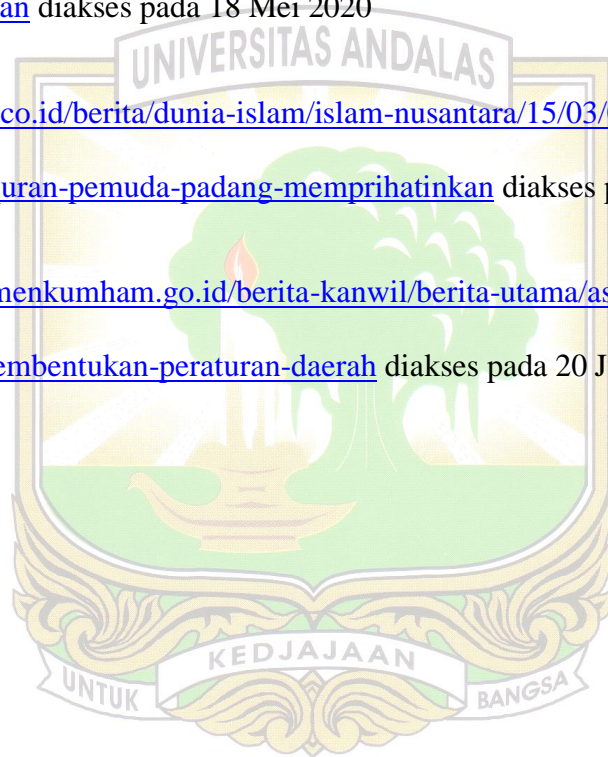 an diakses pada 18 Mei 2020
UNIVERSITAS ANDALAS
co.id/berita/dunia-islam/islam-nusantara/15/03/
uran-pemuda-padang-memprihatinkan diakses p
menkumham.go.id/berita-kanwil/berita-utama/as
embentukan-peraturan-daerah diakses pada 20 J
KEDJAJAAN
UNTUK BANGSA